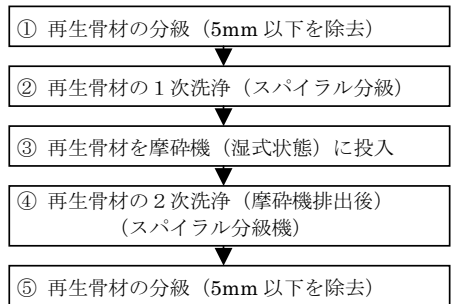 ① 再生骨材の分級（5mm 以下を除去）
② 再生骨材の１次洗浄（スパイラル分級）
③ 再生骨材を摩砕機（湿式状態）に投入
④ 再生骨材の２次洗浄（摩砕機排出後）
（スパイラル分級機）
⑤ 再生骨材の分級（5mm 以下を除去）